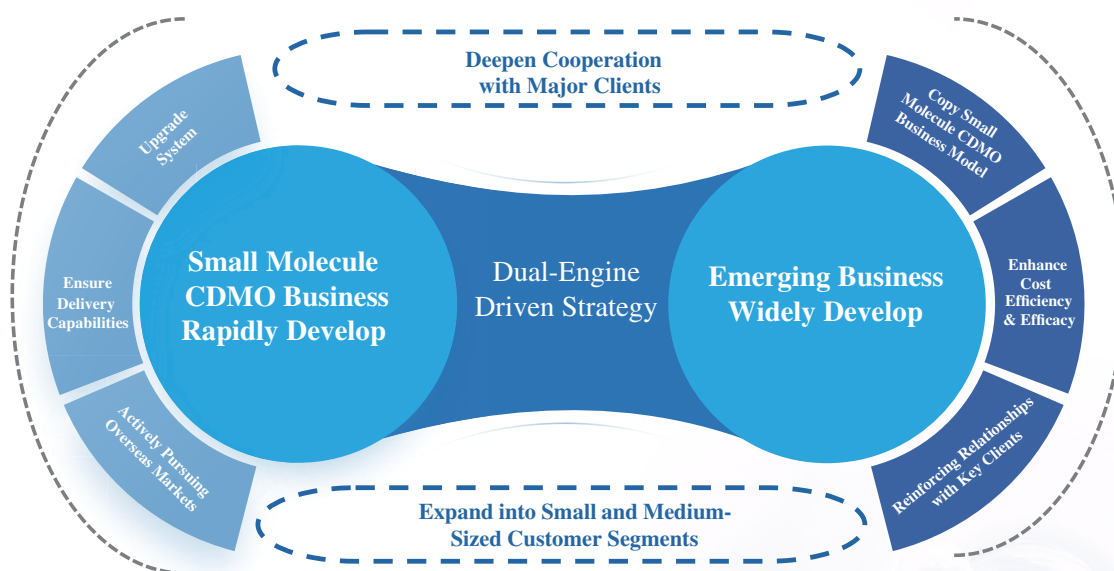 Deepen Cooperation
with Major Clients
Upgrade
System
Ensure
Delivery
Capabilities
Actively Pursuing
Overseas Markets
Small Molecule
CDMO Business
Rapidly Develop
Dual-Engine
Driven Strategy
Emerging Business
Widely Develop
Copy Small
Molecule CDMO
Business Model
Enhance
Cost
Efficiency
& Efficacy
Reinforcing Relationships
with Key Clients
Expand into Small and Medium-
Sized Customer Segments